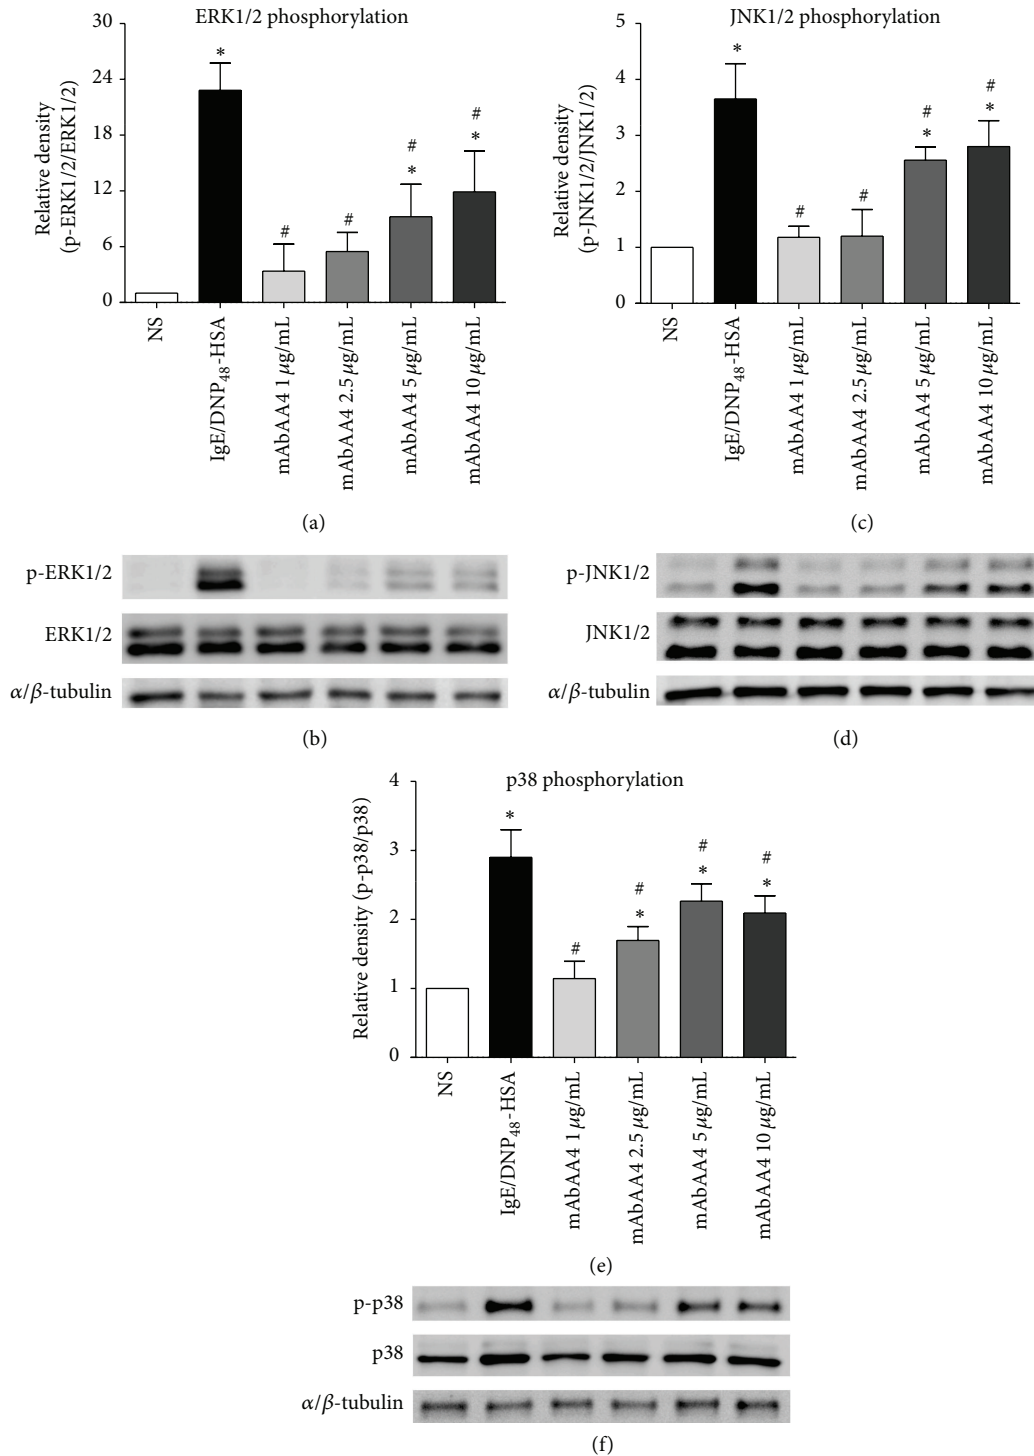 ERK1/2 phosphorylation
Relative density
(p-ERK1/2/ERK1/2)
30
24
18
12
6
0
*
#
#
#
*
#
*
NS
IgE/DNP48-HSA
mAbAA4 1 μg/mL
mAbAA4 2.5 μg/mL
mAbAA4 5 μg/mL
mAbAA4 10 μg/mL
(a)
JNK1/2 phosphorylation
Relative density
(p-JNK1/2/JNK1/2)
5
4
3
2
1
0
*
#
#
#
*
#
*
NS
IgE/DNP48-HSA
mAbAA4 1 μg/mL
mAbAA4 2.5 μg/mL
mAbAA4 5 μg/mL
mAbAA4 10 μg/mL
(c)
p-ERK1/2
ERK1/2
α/β-tubulin
(b)
p-JNK1/2
JNK1/2
α/β-tubulin
(d)
p38 phosphorylation
Relative density (p-p38/p38)
4
3
2
1
0
*
#
#
*
#
*
#
*
NS
IgE/DNP48-HSA
mAbAA4 1 μg/mL
mAbAA4 2.5 μg/mL
mAbAA4 5 μg/mL
mAbAA4 10 μg/mL
(e)
p-p38
p38
α/β-tubulin
(f)